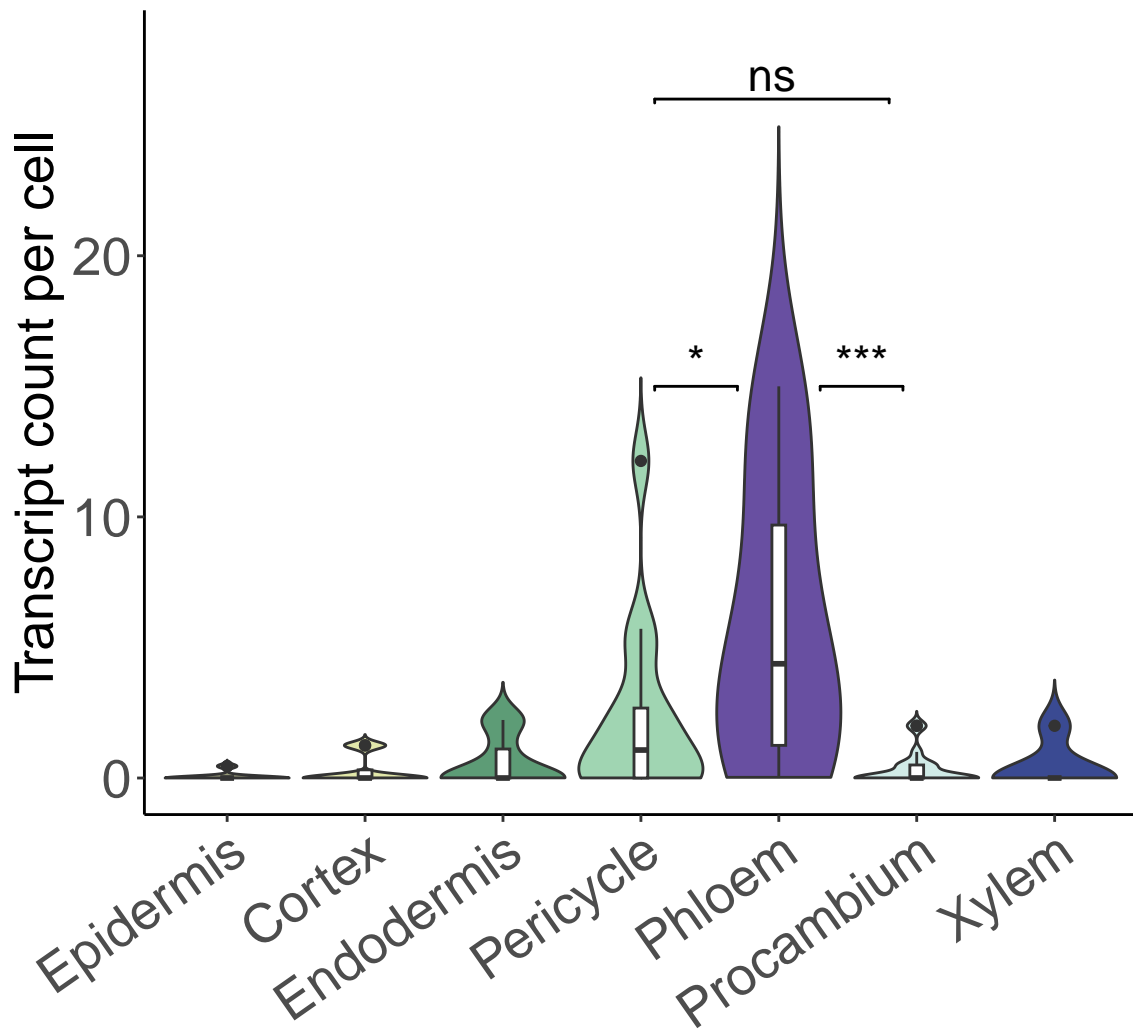 Transcript count per cell
20
10
0
ns
*
***
Epidermis
Cortex
Endodermis
Pericycle
Phloem
Procambium
Xylem